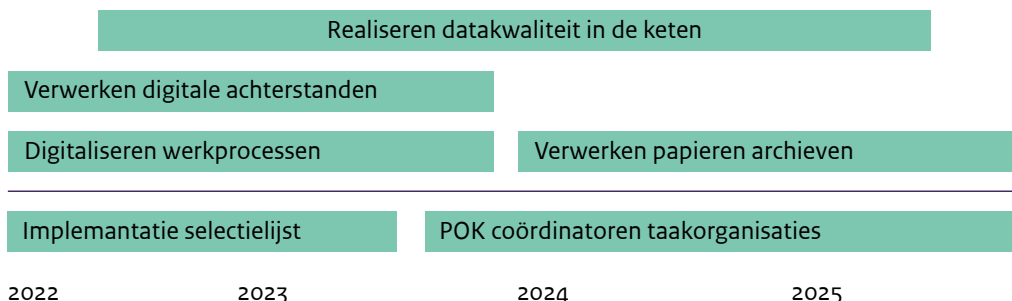 Realiseren datakwaliteit in de keten
Verwerken digitale achterstanden
Digitaliseren werkprocessen
Verwerken papieren archieven
Implemantatie selectielijst
POK coördinatoren taakorganisaties
2022 2023 2024 2025